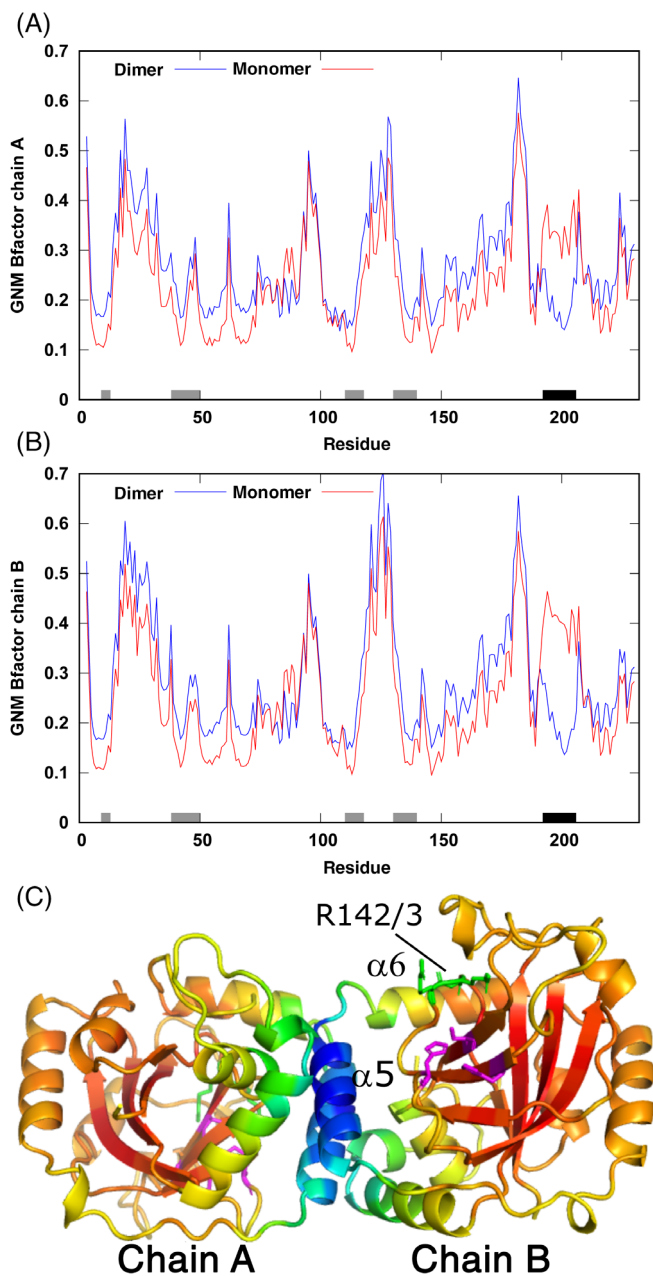 (A)
0.7
Dimer Monomer
0.6
0.5
0.4
0.3
0.2
0.1
0
GNM Bfactor chain A
0 50 100 150 200
Residue
(B)
0.7
Dimer Monomer
0.6
0.5
0.4
0.3
0.2
0.1
0
GNM Bfactor chain B
0 50 100 150 200
Residue
(C)
R142/3
α6
α5
Chain A Chain B